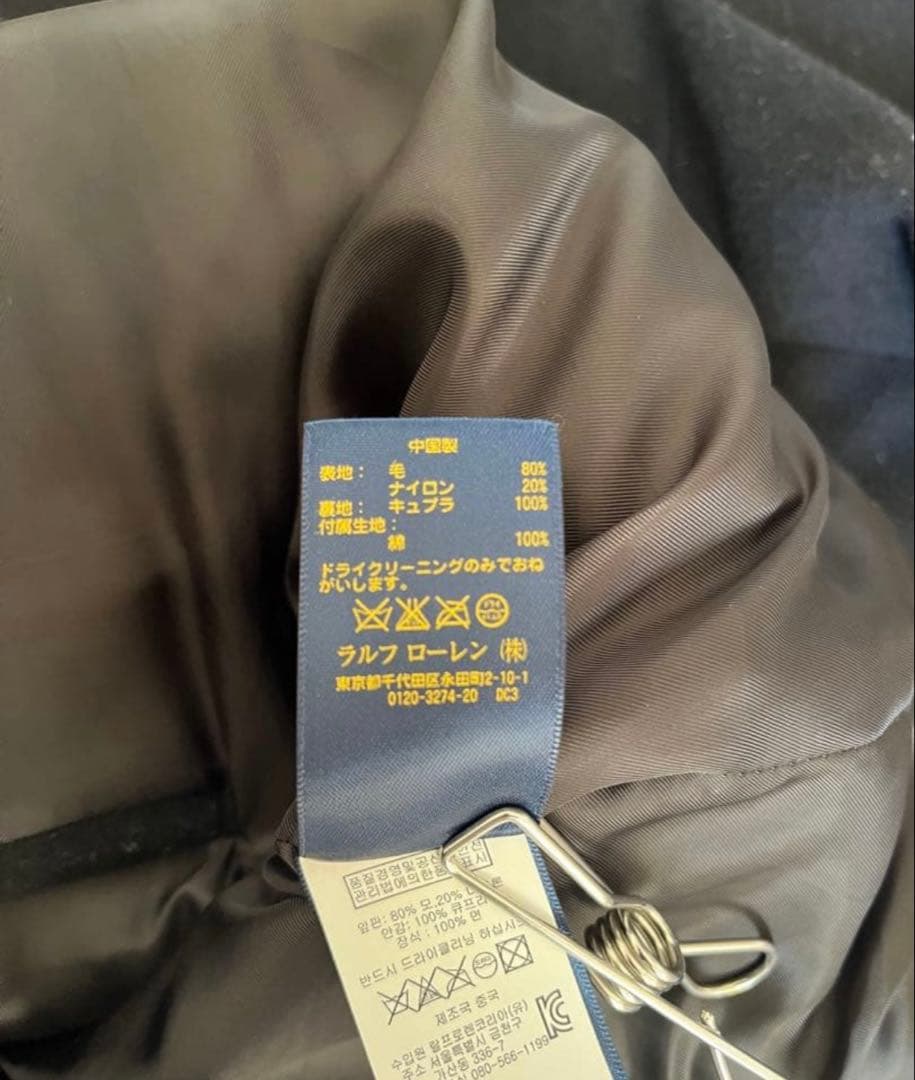 中国製
表地： 毛 80%
ナイロン 20%
裏地： キュプラ 100%
付属生地：
綿 100%
ドライクリーニングのみでおね
がいします。
ラルフ ローレン (株)
東京都千代田区永田町2-10-1
0120-3274-20 DC3
품질경영및공산
관리법에의한품 표시
겉판: 80% 모.20% 론
안감: 100% 큐프라
장식 : 100% 면
반드시 드라이클리닝 하십시오
제조국 중국
수입원 랄프로렌코리아(유)
주소 서울특별시 금천구
가산동 336-7
080-566-1199